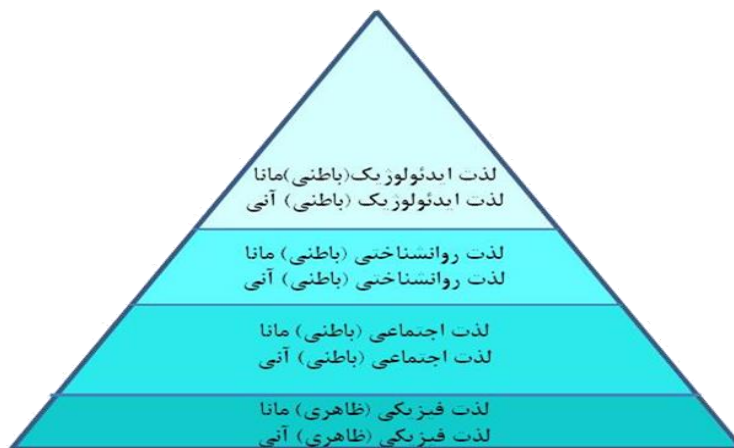 لذت ایدئولوژیک(باطنی)مانا
لذت ایدئولوژیک (باطنی) آنی
لذت روانشناختی (باطنی) مانا
لذت روانشناختی (باطنی) آنی
لذت اجتماعی (باطنی) مانا
لذت اجتماعی (باطنی) آنی
لذت فیزیکی (ظاهری) مانا
لذت فیزیکی (ظاهری) آنی